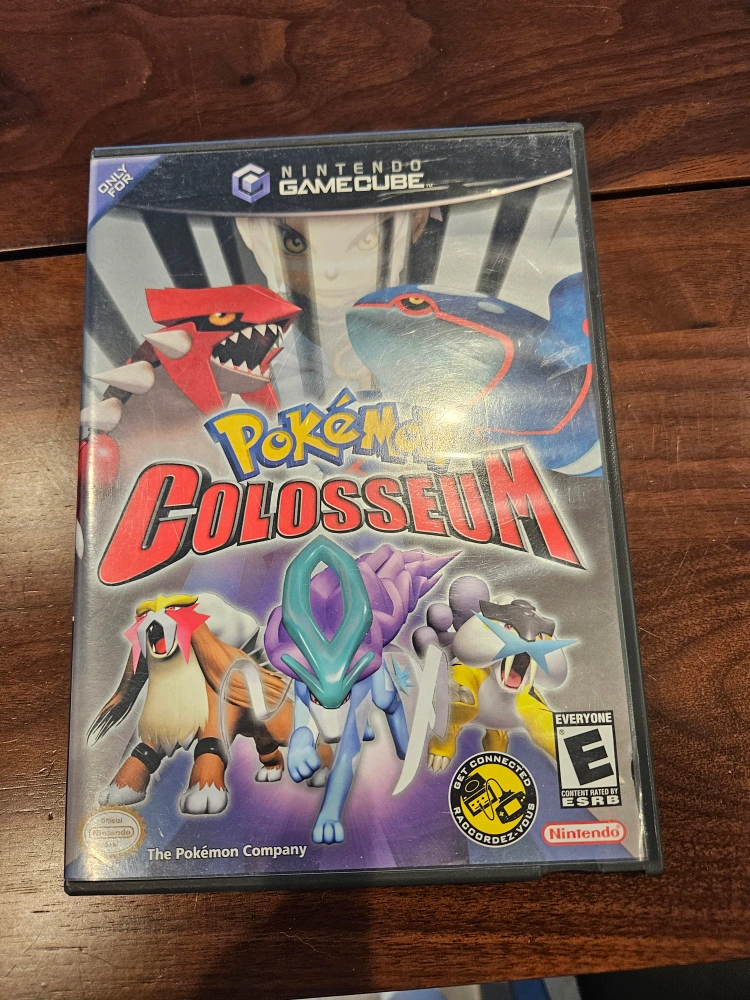 ONLY
FOR
NINTENDO
GAMECUBE™
POKéMON
COLOSSEUM
EVERYONE
E
CONTENT RATED BY
ESRB
GET CONNECTED
RACCORDEZ-VOUS
Official
Nintendo
Seal
Nintendo
The Pokémon Company